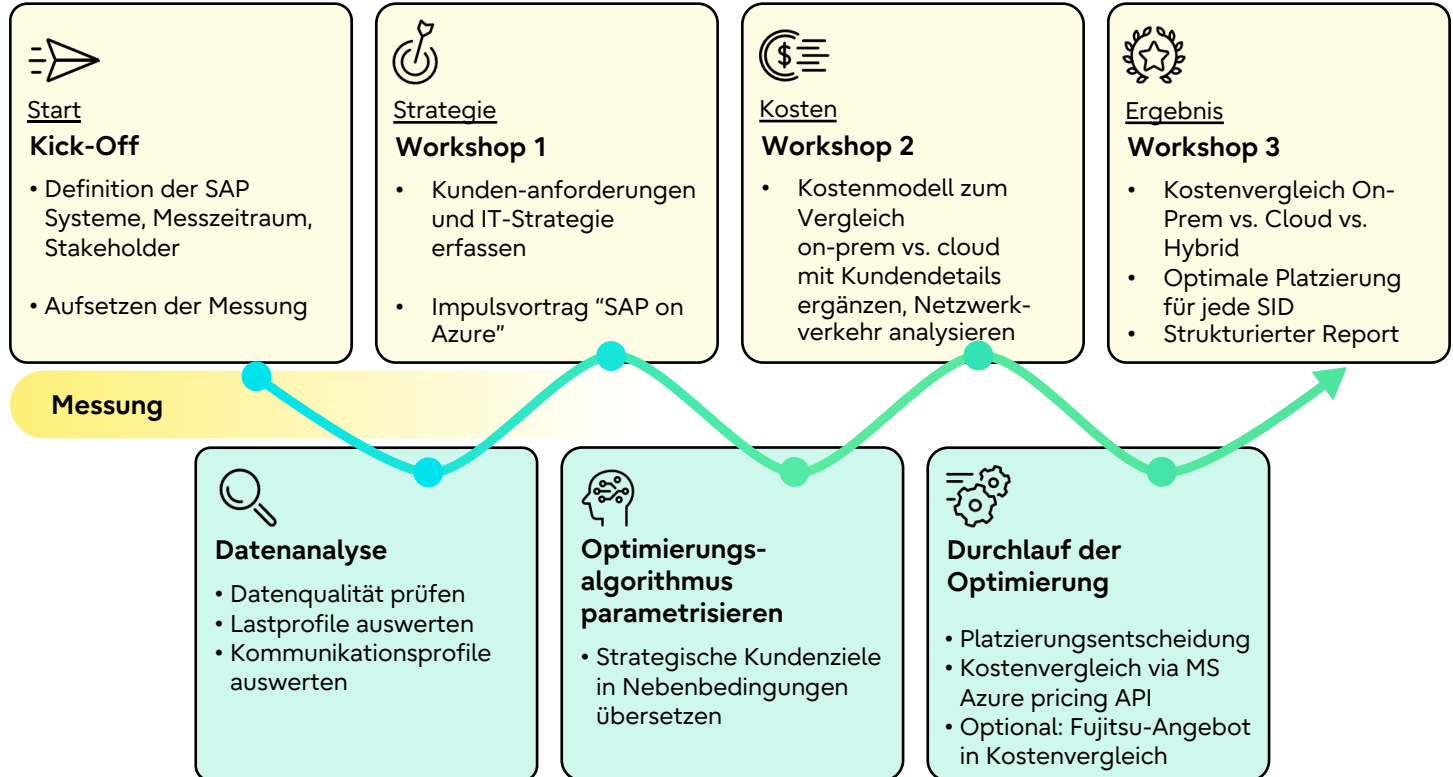 Start
Kick-Off
• Definition der SAP
Systeme, Messzeitraum,
Stakeholder
• Aufsetzen der Messung
Strategie
Workshop 1
• Kunden-anforderungen
und IT-Strategie
erfassen
• Impulsvortrag “SAP on
Azure”
Kosten
Workshop 2
• Kostenmodell zum
Vergleich
on-prem vs. cloud
mit Kundendetails
ergänzen, Netzwerk-
verkehr analysieren
Ergebnis
Workshop 3
• Kostenvergleich On-
Prem vs. Cloud vs.
Hybrid
• Optimale Platzierung
für jede SID
• Strukturierter Report
Messung
Datenanalyse
• Datenqualität prüfen
• Lastprofile auswerten
• Kommunikationsprofile
auswerten
Optimierungs-
algorithmus
parametrisieren
• Strategische Kundenziele
in Nebenbedingungen
übersetzen
Durchlauf der
Optimierung
• Platzierungsentscheidung
• Kostenvergleich via MS
Azure pricing API
• Optional: Fujitsu-Angebot
in Kostenvergleich